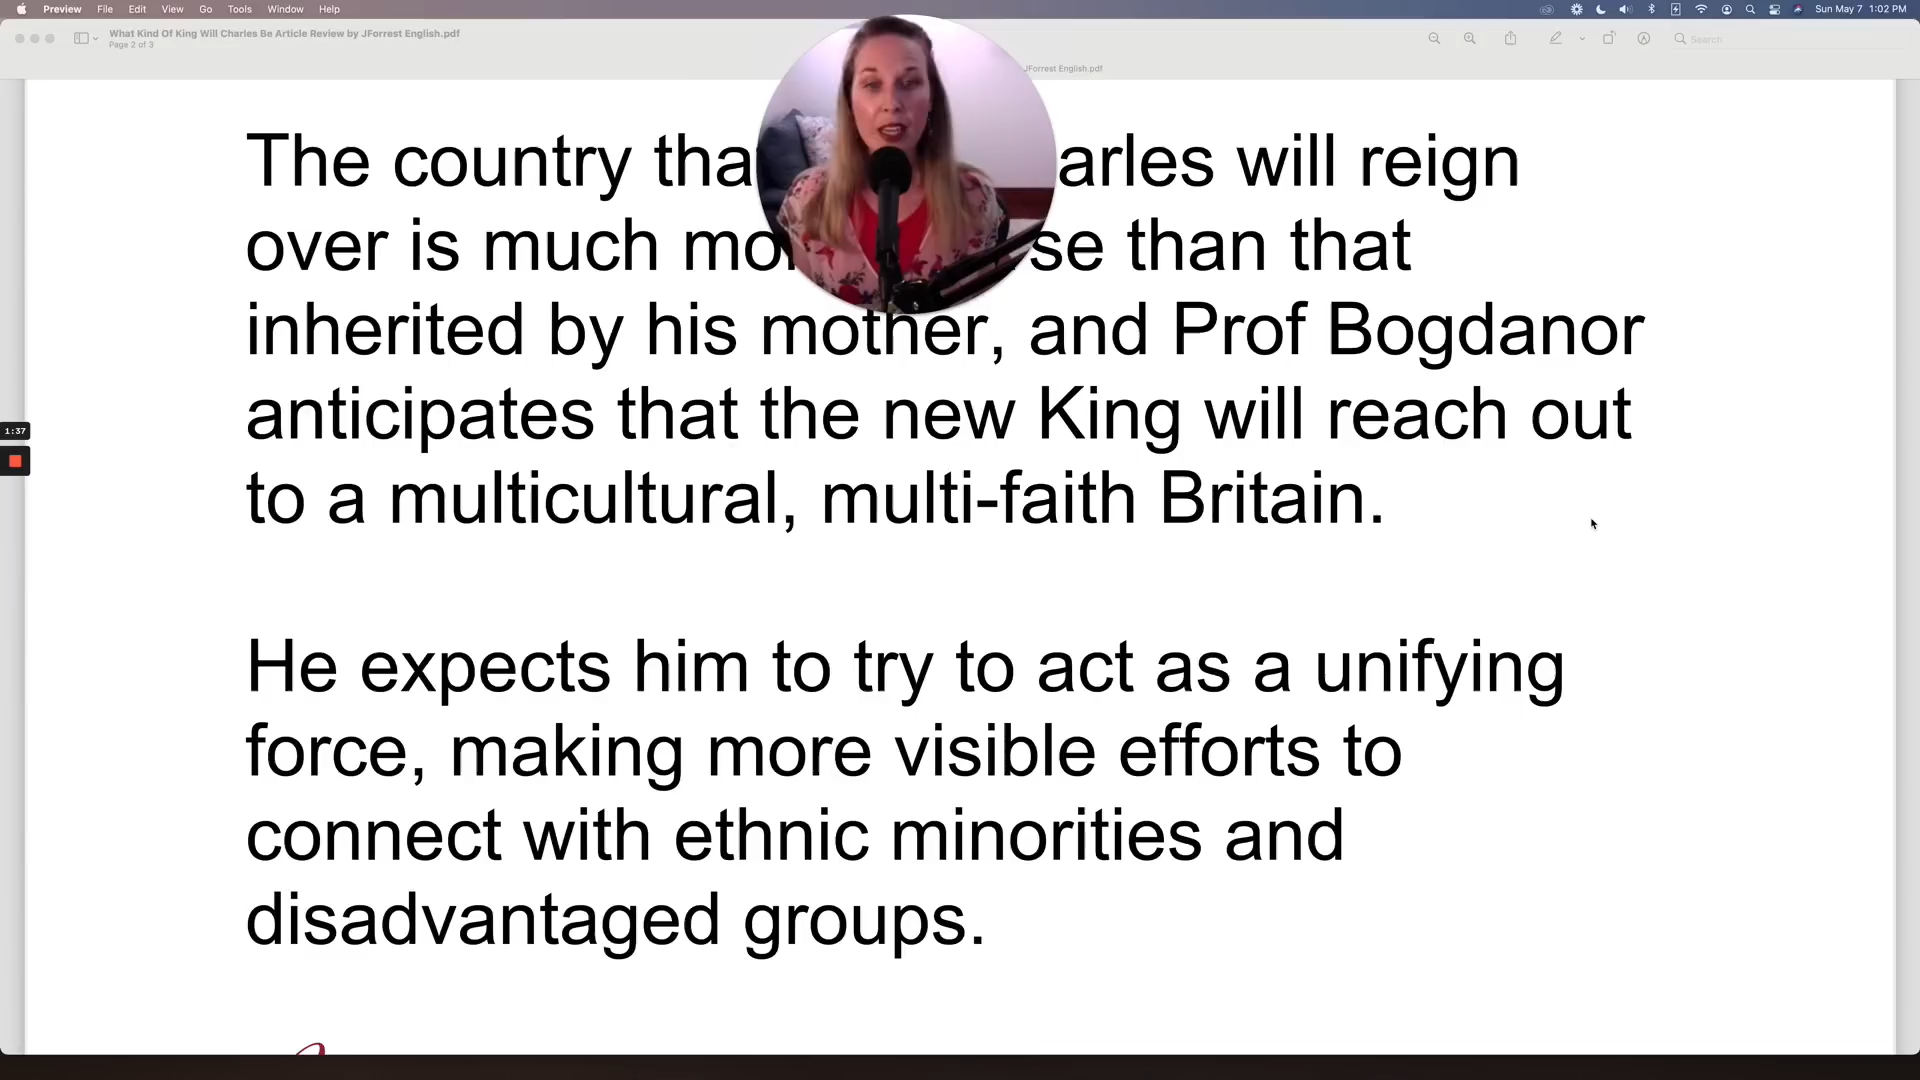 Preview File Edit View Go Tools Window Help
Sun May 7 1:02 PM
What Kind Of King Will Charles Be Article Review by JForrest English.pdf
Page 2 of 3
Search
JForrest English.pdf
The country tha arles will reign
over is much mo se than that
inherited by his mother, and Prof Bogdanor
anticipates that the new King will reach out
1:37
to a multicultural, multi-faith Britain.
He expects him to try to act as a unifying
force, making more visible efforts to
connect with ethnic minorities and
disadvantaged groups.